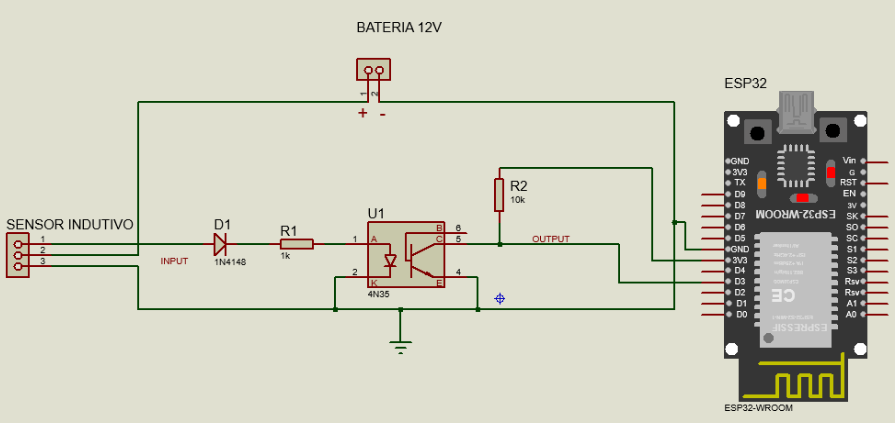 BATERIA 12V
1
2
+ -
ESP32
SENSOR INDUTIVO
1
2
3
INPUT
D1
1N4148
R1
1k
U1
1
A
2
K
B
6
C
5
E
4
4N35
R2
10k
OUTPUT
GND
3V3
TX
D9
D8
D7
D6
D5
GND
3V3
D4
D3
D2
D1
D0
Vin
G
RST
EN
3V
SK
SO
SC
S1
S2
S3
Rsv
Rsv
A1
A0
ESP32-WROOM
CE
ESPRESSIF
ESP32-WROOM